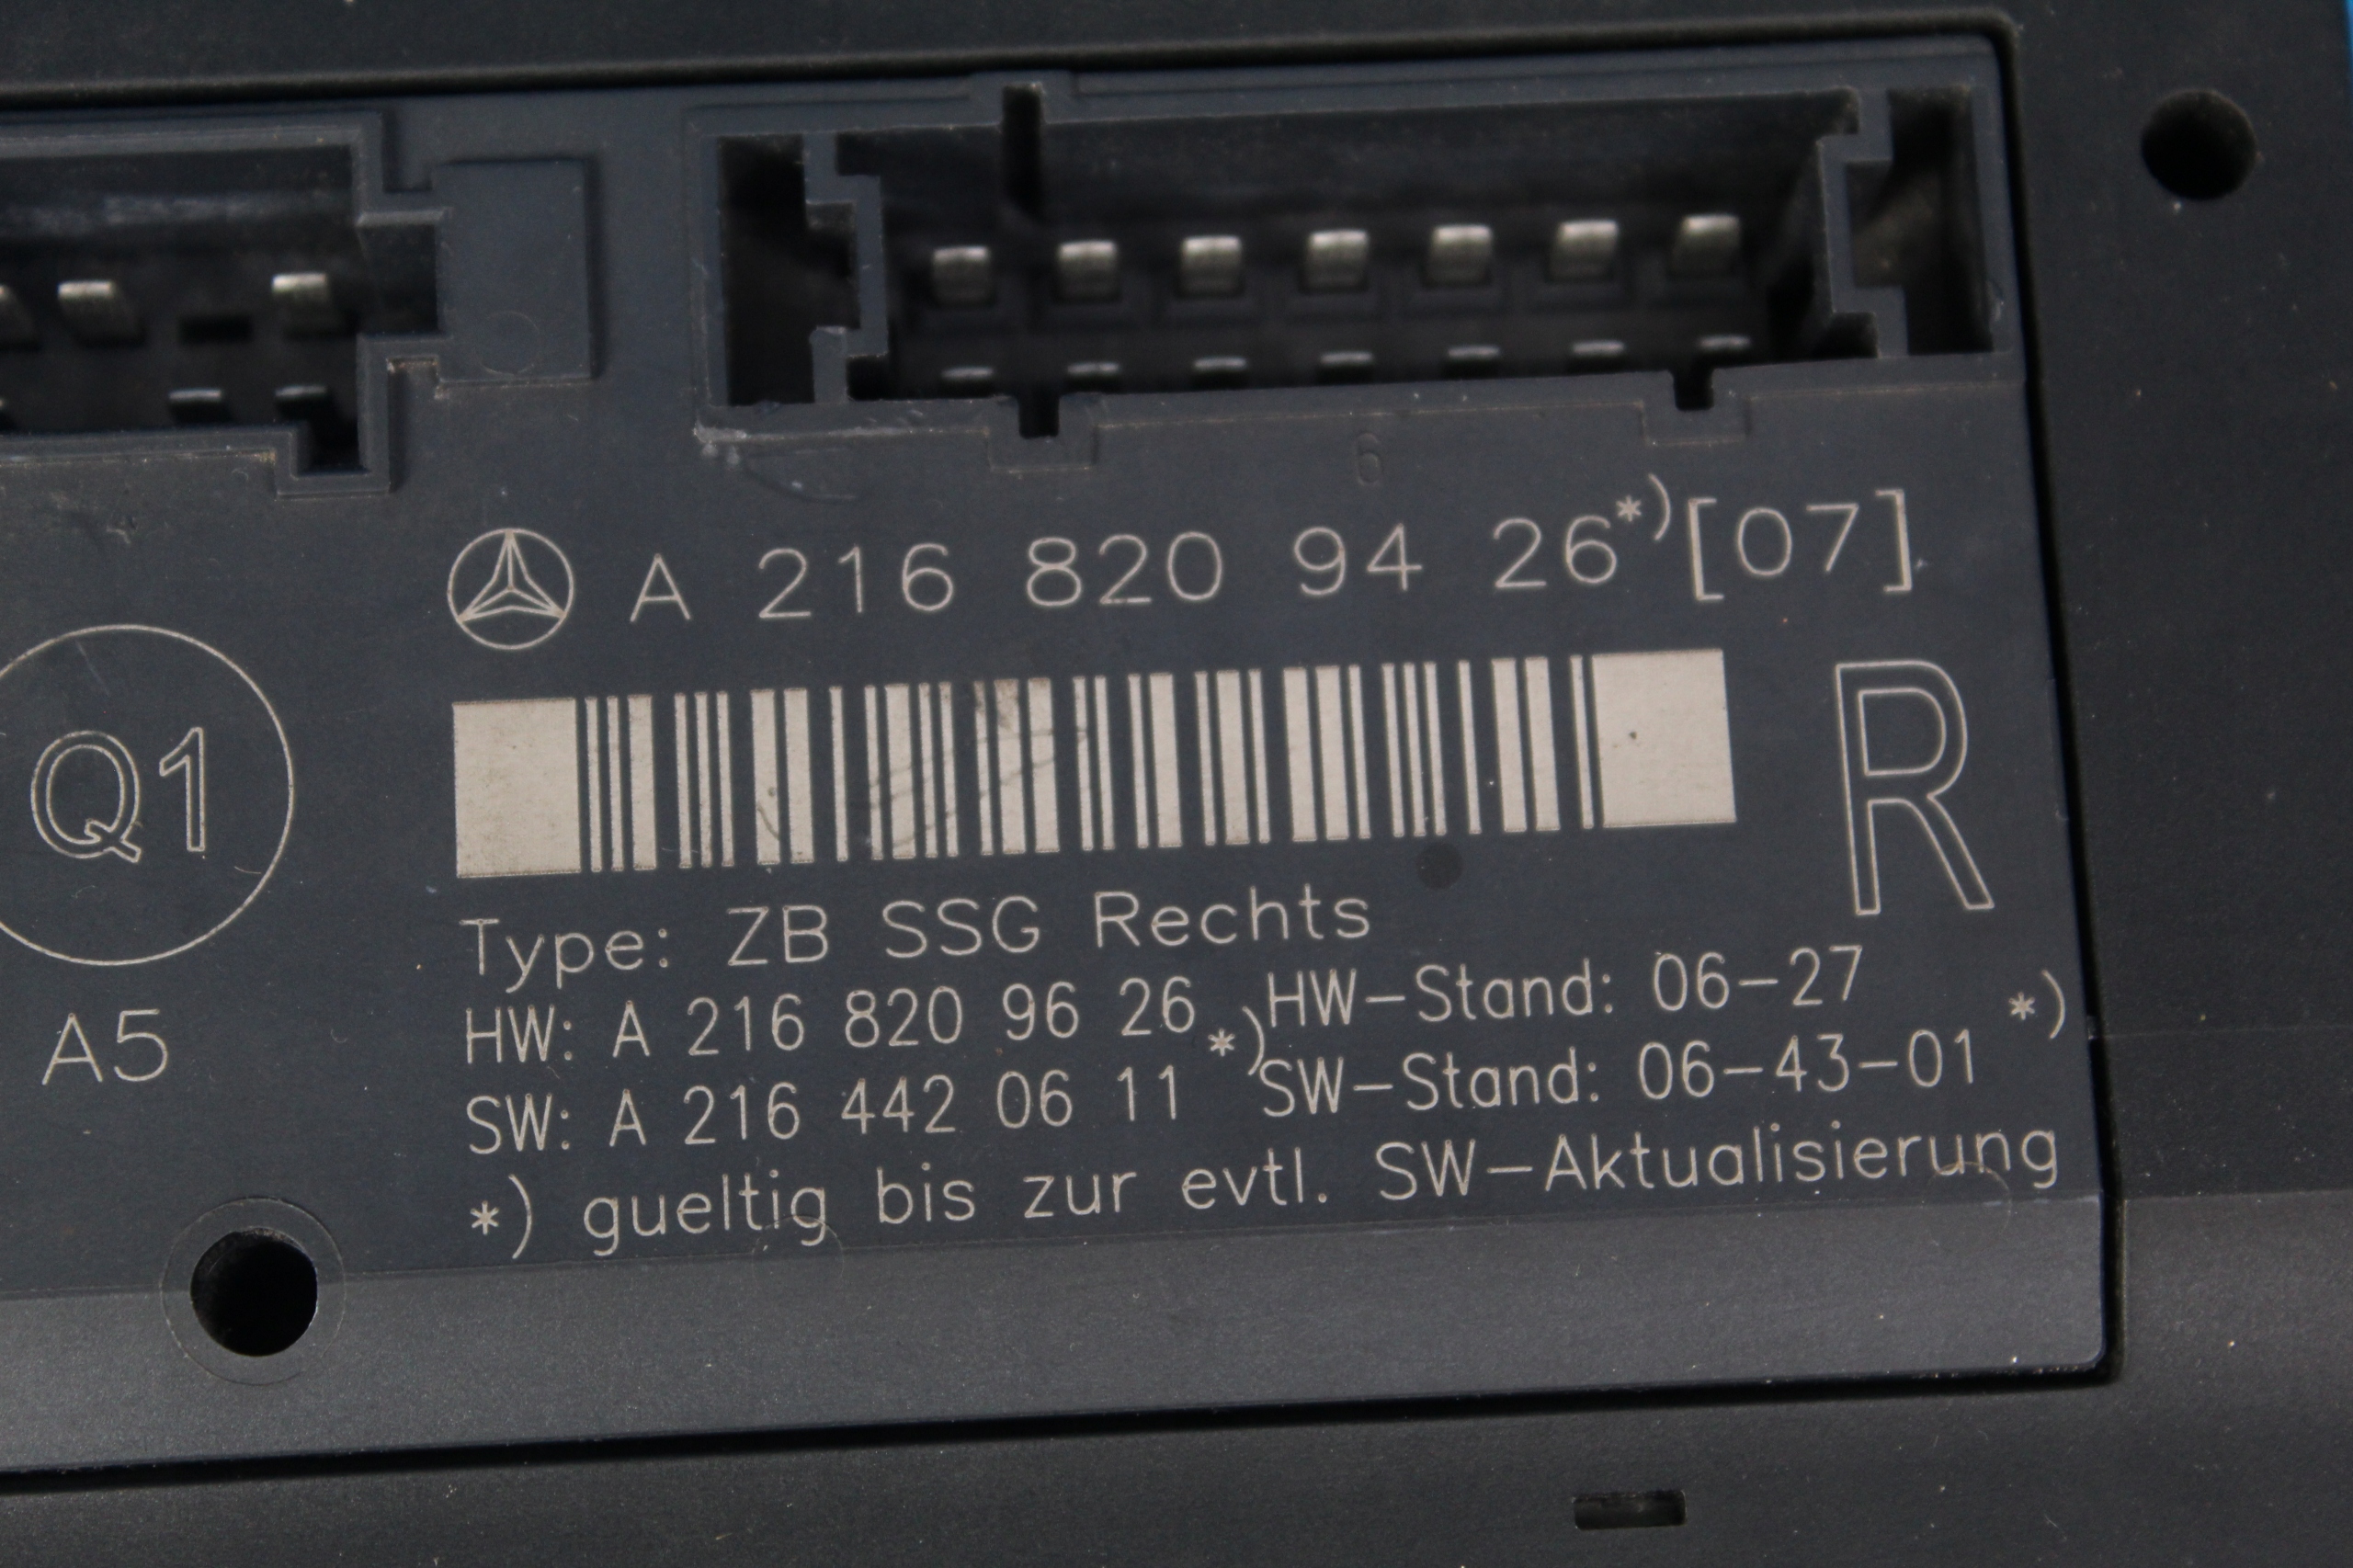 6
A 216 820 94 26*)[07]
R
Q1
A5
Type: ZB SSG Rechts
HW: A 216 820 96 26 HW-Stand: 06-27
SW: A 216 442 06 11 *) SW-Stand: 06-43-01 *)
*) gueltig bis zur evtl. SW-Aktualisierung